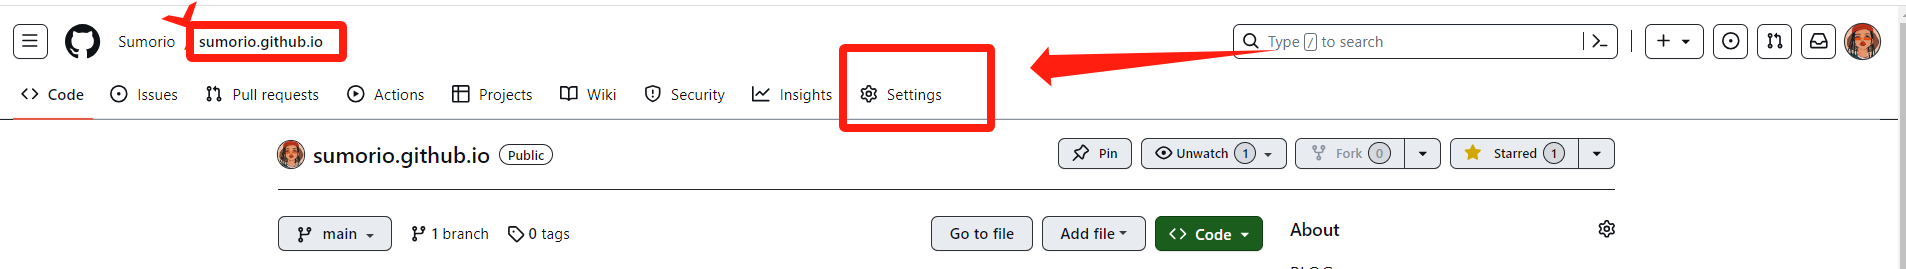 Sumorio / sumorio.github.io
Type / to search
Code Issues Pull requests Actions Projects Wiki Security Insights Settings
sumorio.github.io Public
Pin Unwatch 1 Fork 0 Starred 1
main 1 branch 0 tags Go to file Add file Code About
BLOG